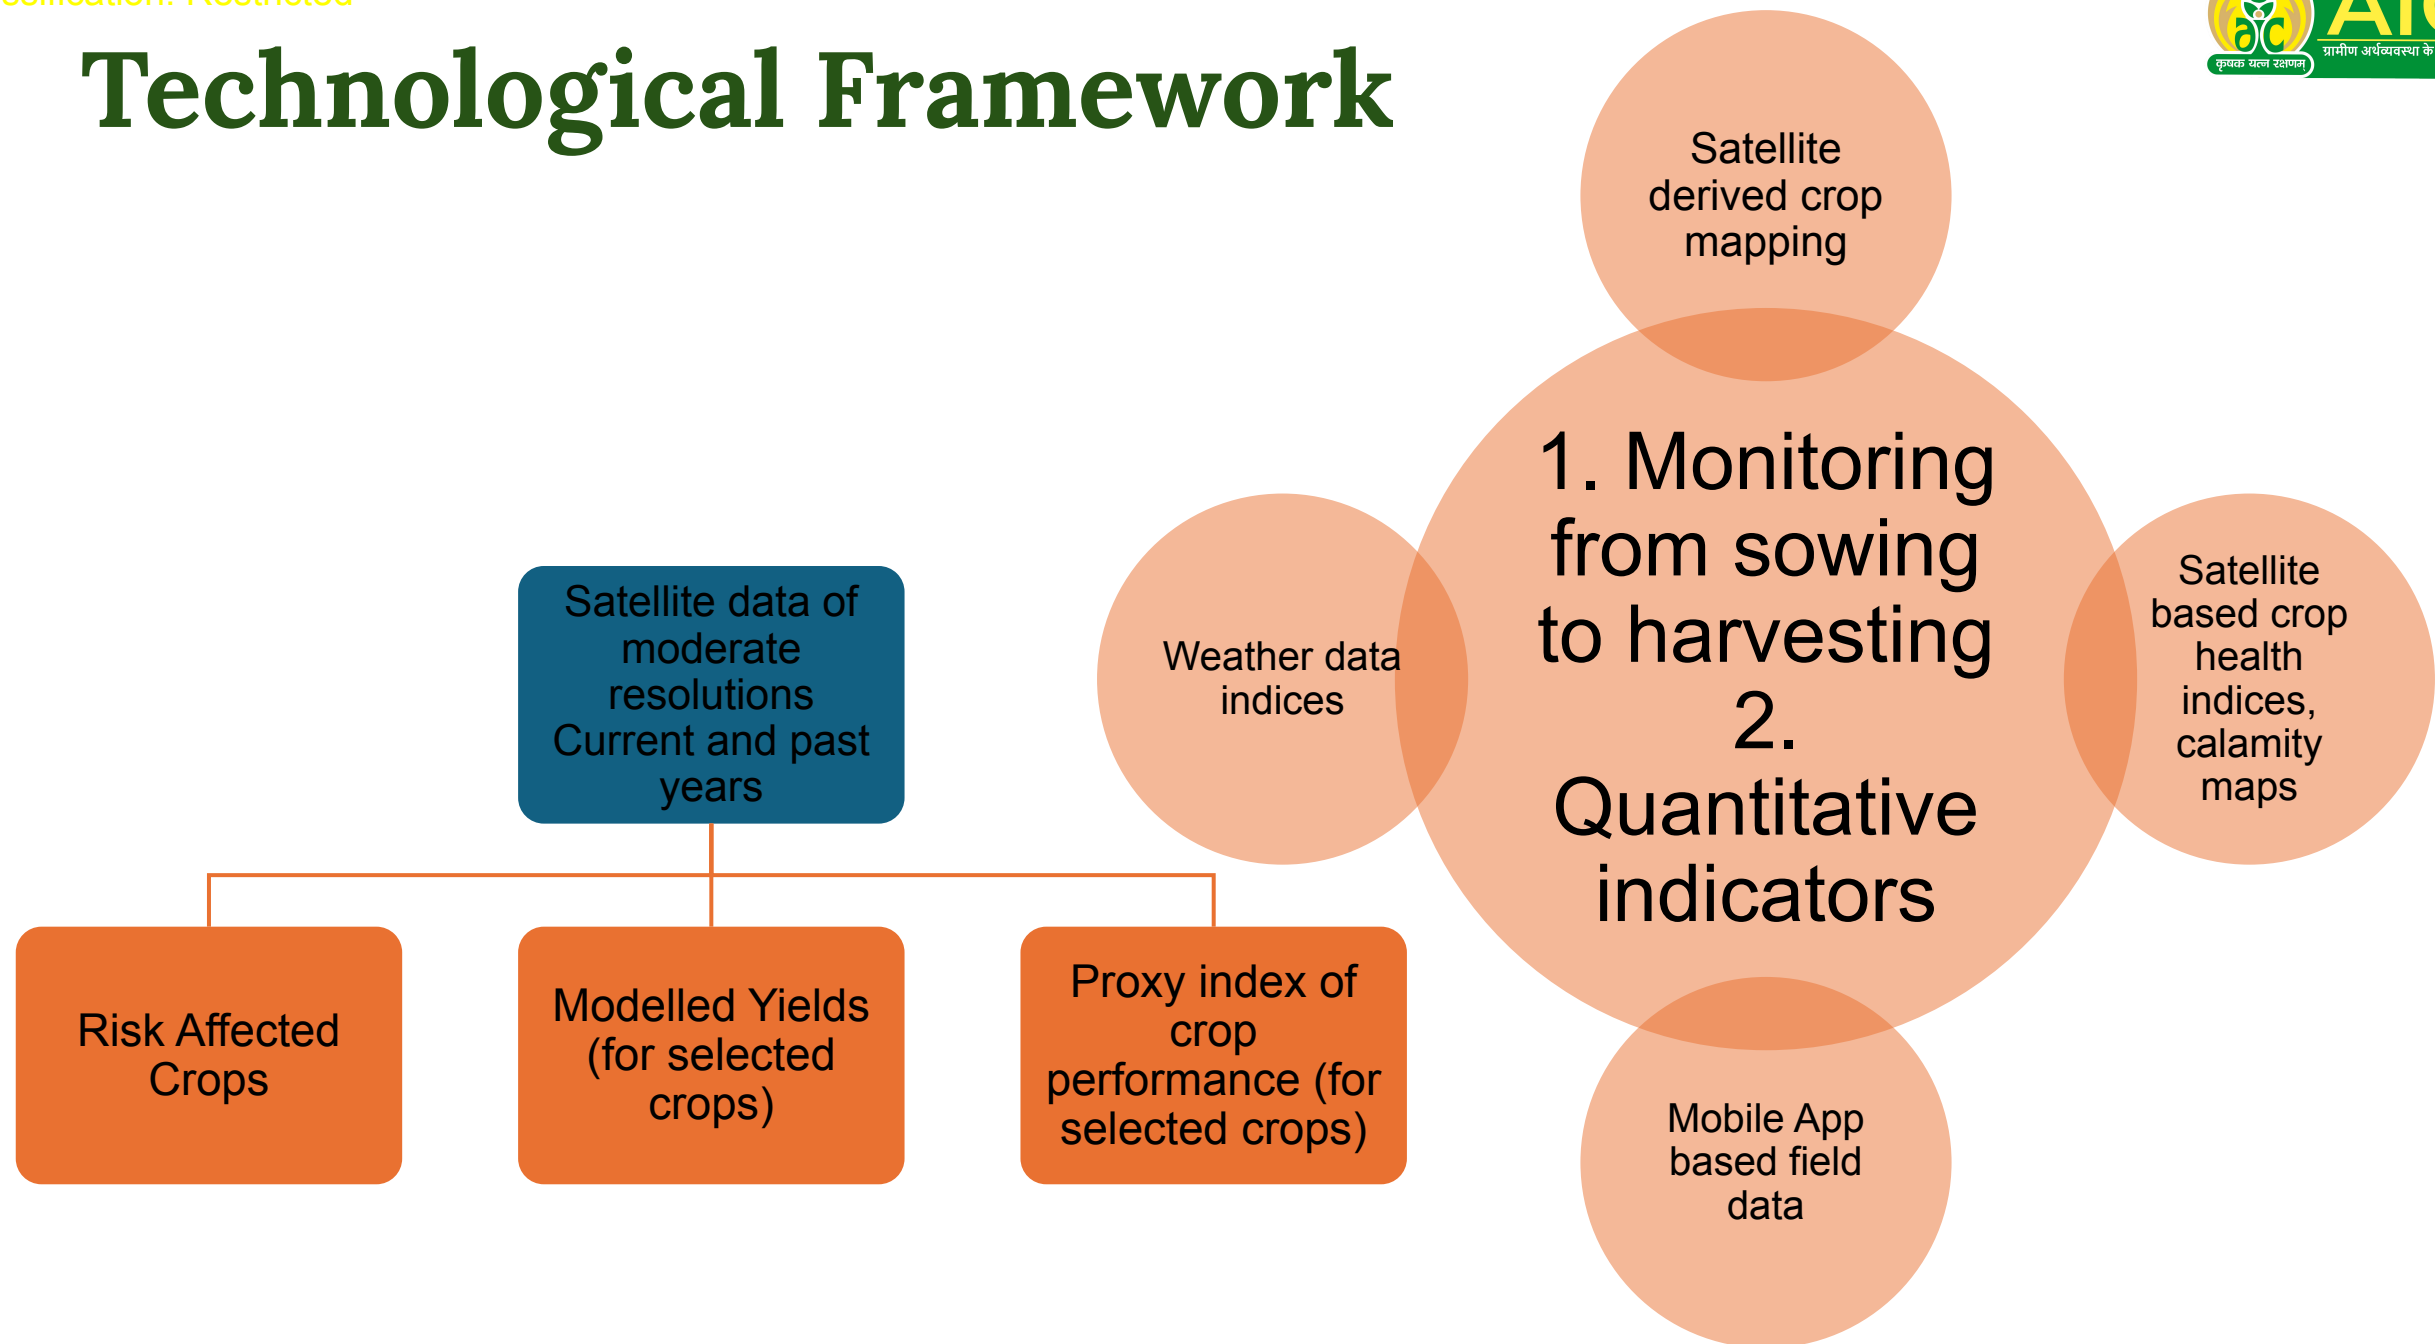 Restricted
Technological Framework
कृषक यत्न रक्षणम्
ग्रामीण अर्थव्यवस्था के
Satellite
derived crop
mapping
Weather data
indices
1. Monitoring
from sowing
to harvesting
2.
Quantitative
indicators
Satellite
based crop
health
indices,
calamity
maps
Mobile App
based field
data
Satellite data of
moderate
resolutions
Current and past
years
Risk Affected
Crops
Modelled Yields
(for selected
crops)
Proxy index of
crop
performance (for
selected crops)